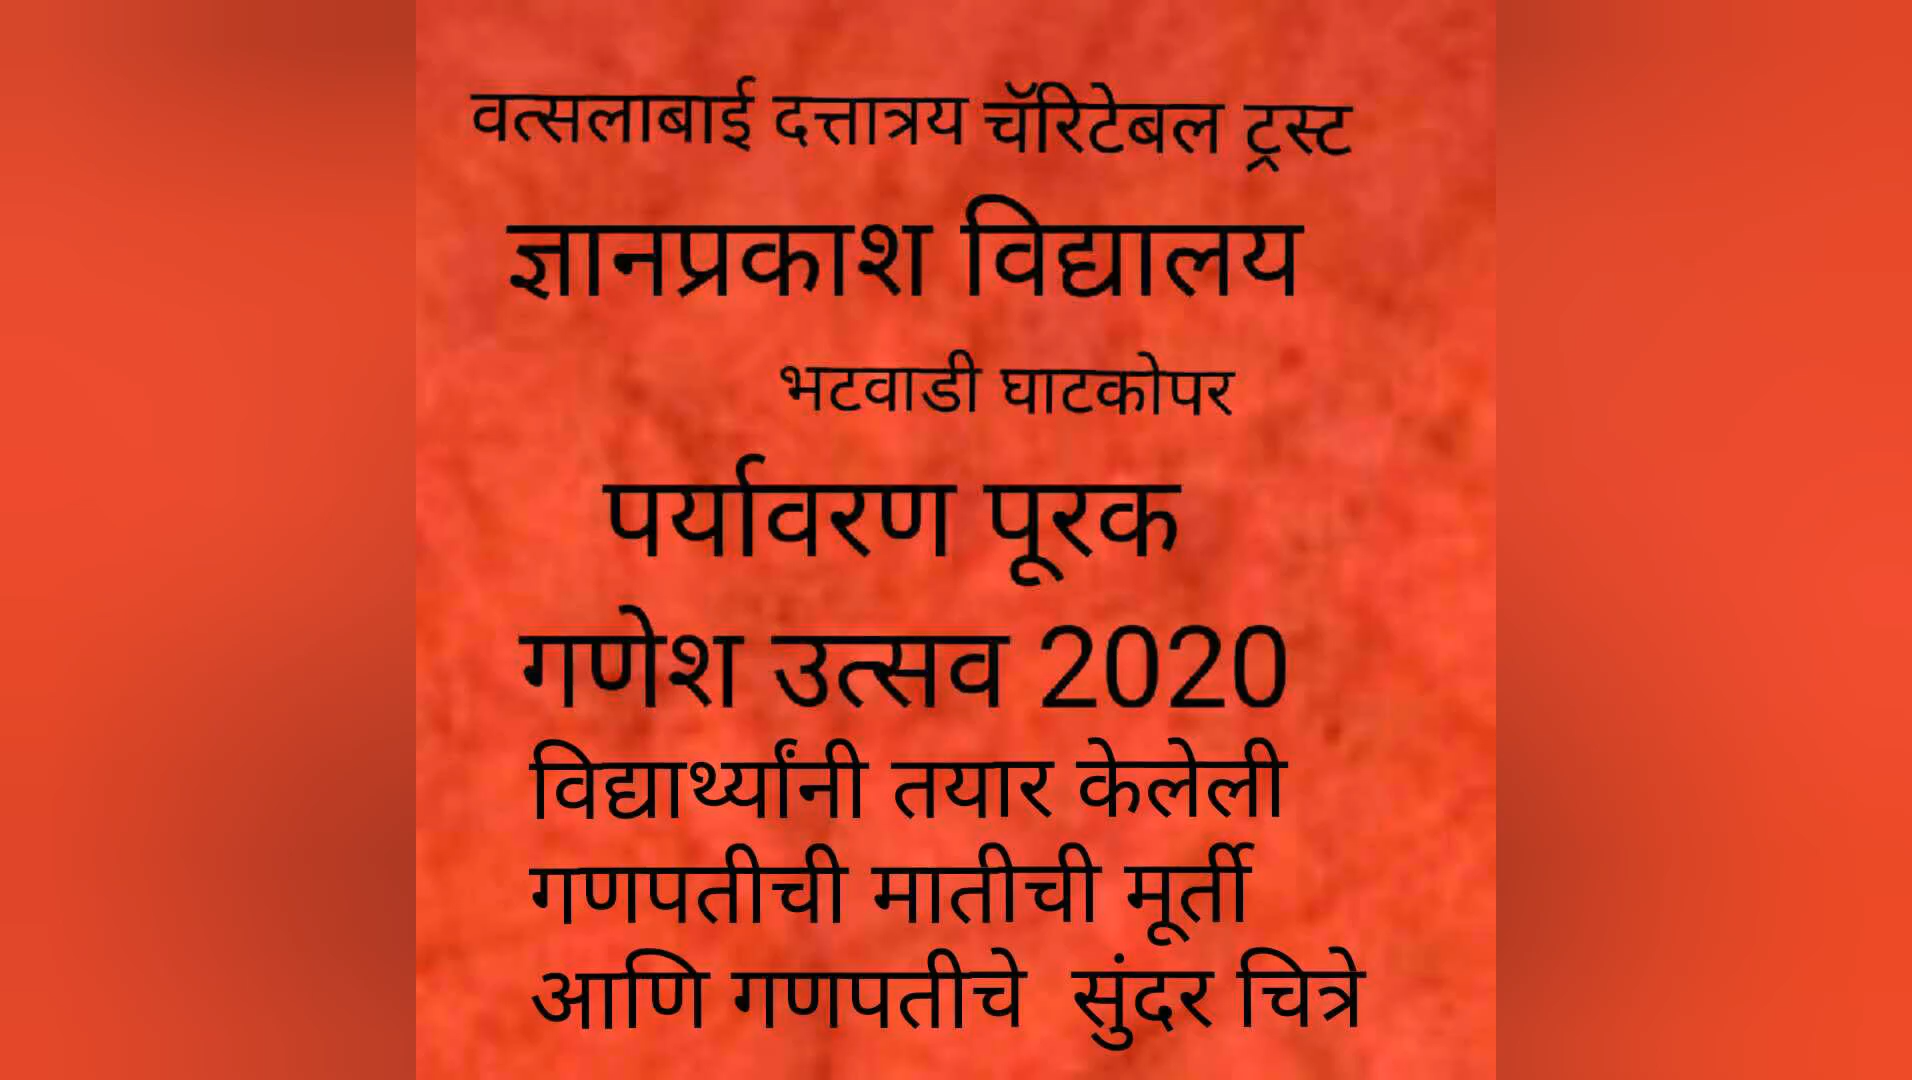 वत्सलाबाई दत्तात्रय चॅरिटेबल ट्रस्ट
ज्ञानप्रकाश विद्यालय
भटवाडी घाटकोपर
पर्यावरण पूरक
गणेश उत्सव 2020
विद्यार्थ्यांनी तयार केलेली
गणपतीची मातीची मूर्ती
आणि गणपतीचे सुंदर चित्रे